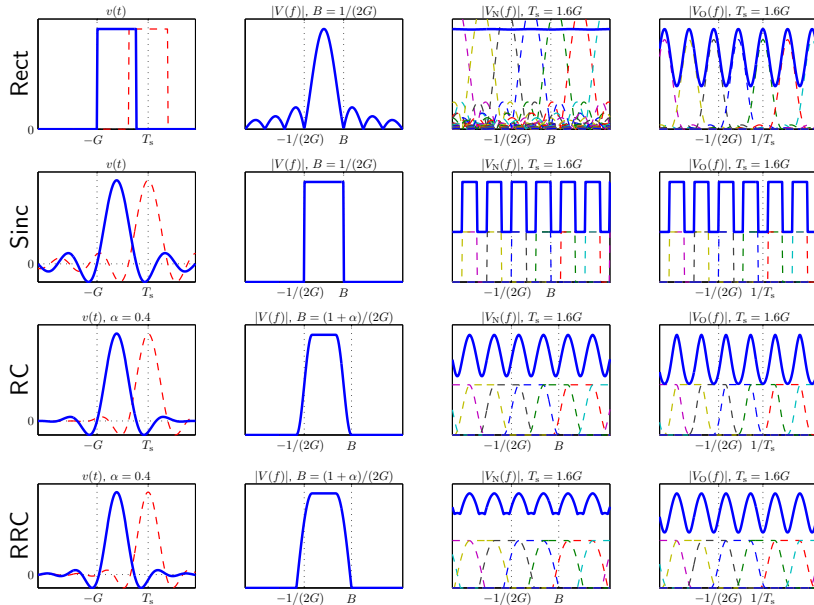 v(t)
|V(f)|, B = 1/(2G)
|V_N(f)|, T_s = 1.6G
|V_O(f)|, T_s = 1.6G
Rect
0
0
−G
T_s
−1/(2G)
B
−1/(2G)
B
−1/(2G) 1/T_s
v(t)
|V(f)|, B = 1/(2G)
|V_N(f)|, T_s = 1.6G
|V_O(f)|, T_s = 1.6G
Sinc
0
−G
T_s
−1/(2G)
B
−1/(2G)
B
−1/(2G) 1/T_s
v(t), α = 0.4
|V(f)|, B = (1 + α)/(2G)
|V_N(f)|, T_s = 1.6G
|V_O(f)|, T_s = 1.6G
RC
0
−G
T_s
−1/(2G)
B
−1/(2G)
B
−1/(2G) 1/T_s
v(t), α = 0.4
|V(f)|, B = (1 + α)/(2G)
|V_N(f)|, T_s = 1.6G
|V_O(f)|, T_s = 1.6G
RRC
0
−G
T_s
−1/(2G)
B
−1/(2G)
B
−1/(2G) 1/T_s